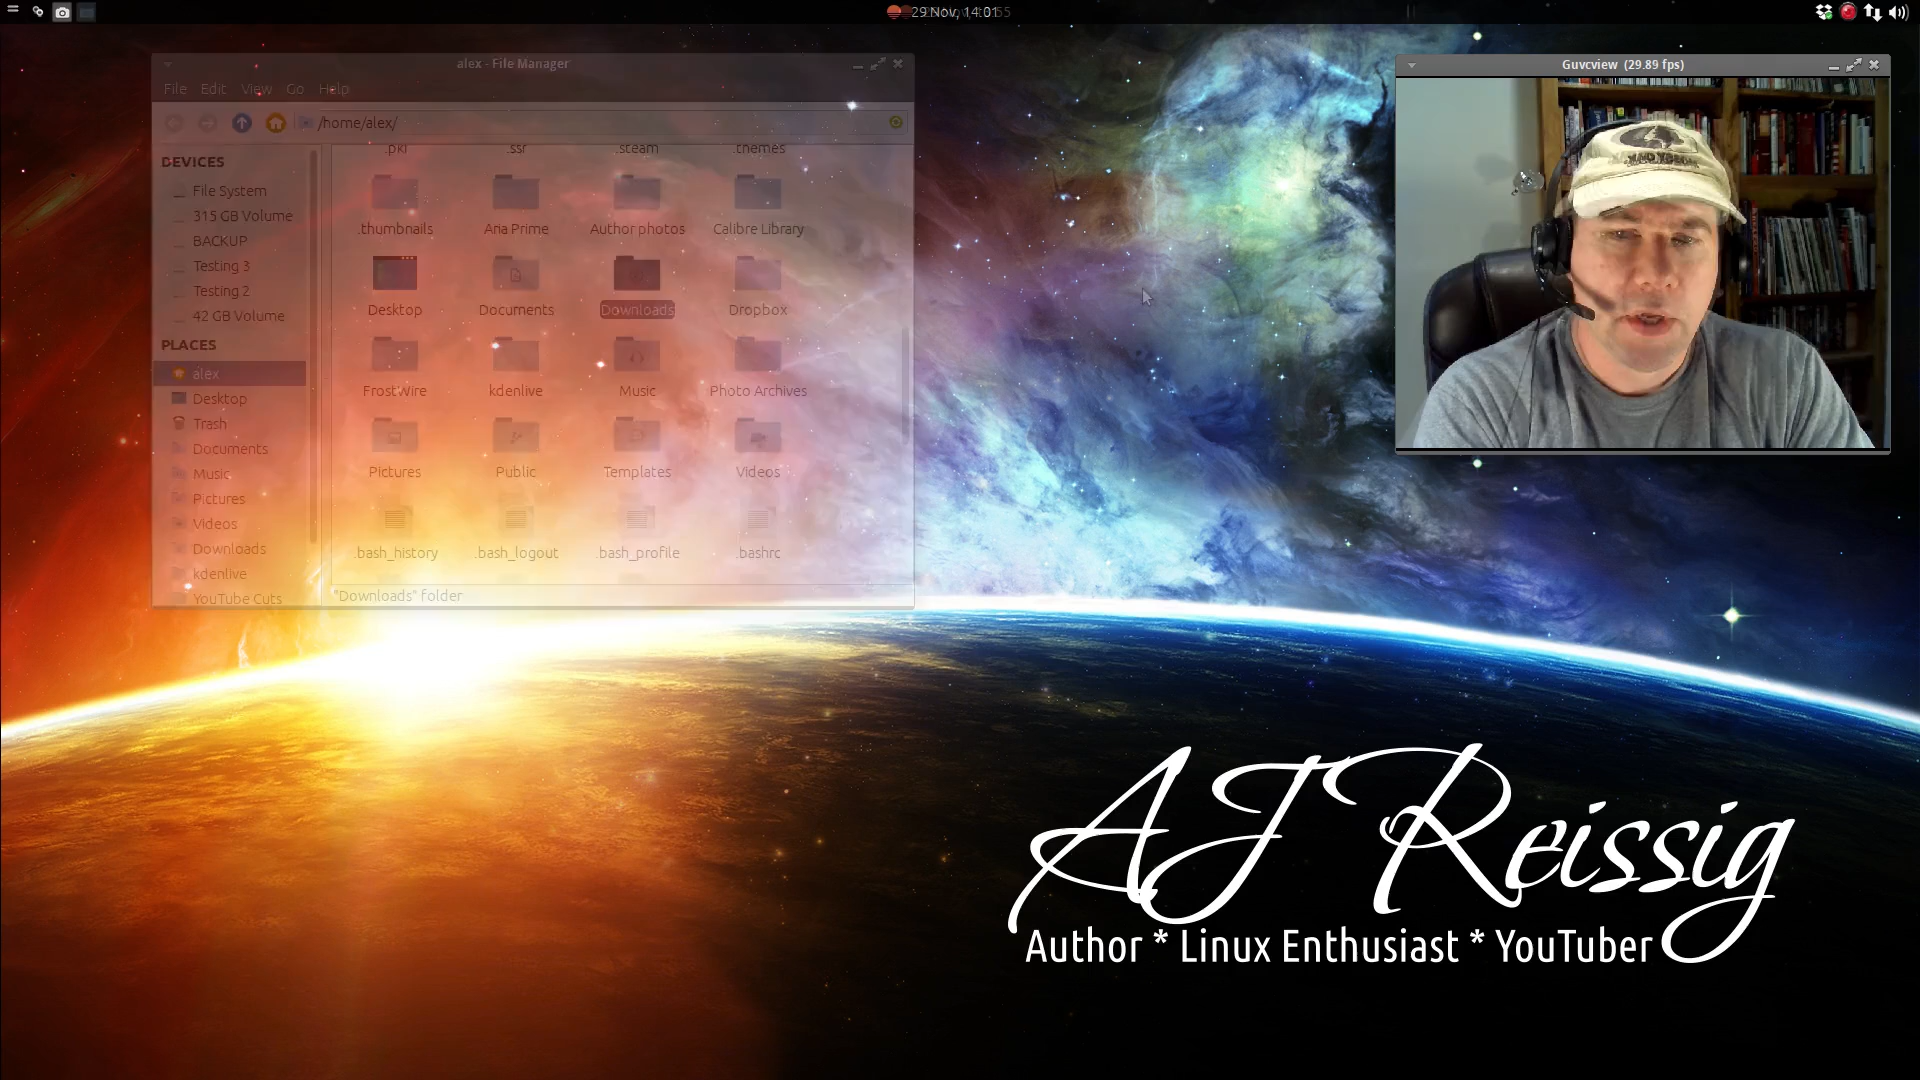 29 Nov, 14:01
alex - File Manager
File Edit View Go Help
/home/alex/
DEVICES
File System
315 GB Volume
BACKUP
Testing 3
Testing 2
42 GB Volume
PLACES
alex
Desktop
Trash
Documents
Music
Pictures
Videos
Downloads
kdenlive
YouTube Cuts
.pki .ssr .steam .themes
.thumbnails Aria Prime Author photos Calibre Library
Desktop Documents Downloads Dropbox
FrostWire kdenlive Music Photo Archives
Pictures Public Templates Videos
.bash_history .bash_logout .bash_profile .bashrc
"Downloads" folder
Guvcview (29.89 fps)
AJ Reissig
Author * Linux Enthusiast * YouTuber